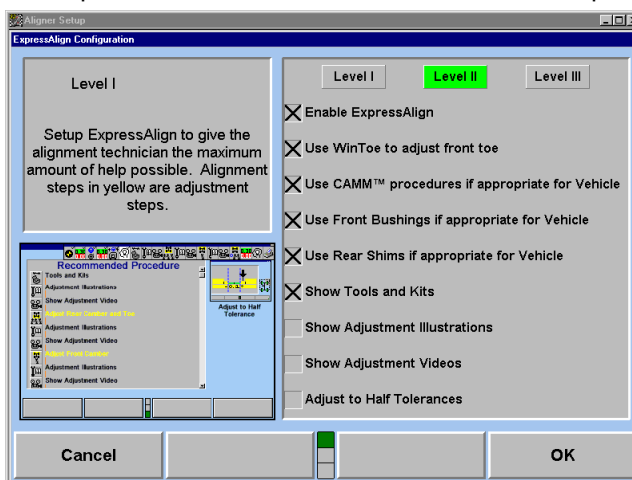 Aligner Setup
ExpressAlign Configuration
Level I
Setup ExpressAlign to give the
alignment technician the maximum
amount of help possible. Alignment
steps in yellow are adjustment
steps.
Recommended Procedure
Tools and Kits
Adjustment Illustrations
Show Adjustment Video
Adjust Rear Camber and Toe
Adjustment Illustrations
Show Adjustment Video
Adjust Front Camber
Adjustment Illustrations
Show Adjustment Video
Adjust to Half
Tolerance
Level I
Level II
Level III
Enable ExpressAlign
Use WinToe to adjust front toe
Use CAMM™ procedures if appropriate for Vehicle
Use Front Bushings if appropriate for Vehicle
Use Rear Shims if appropriate for Vehicle
Show Tools and Kits
Show Adjustment Illustrations
Show Adjustment Videos
Adjust to Half Tolerances
Cancel
OK